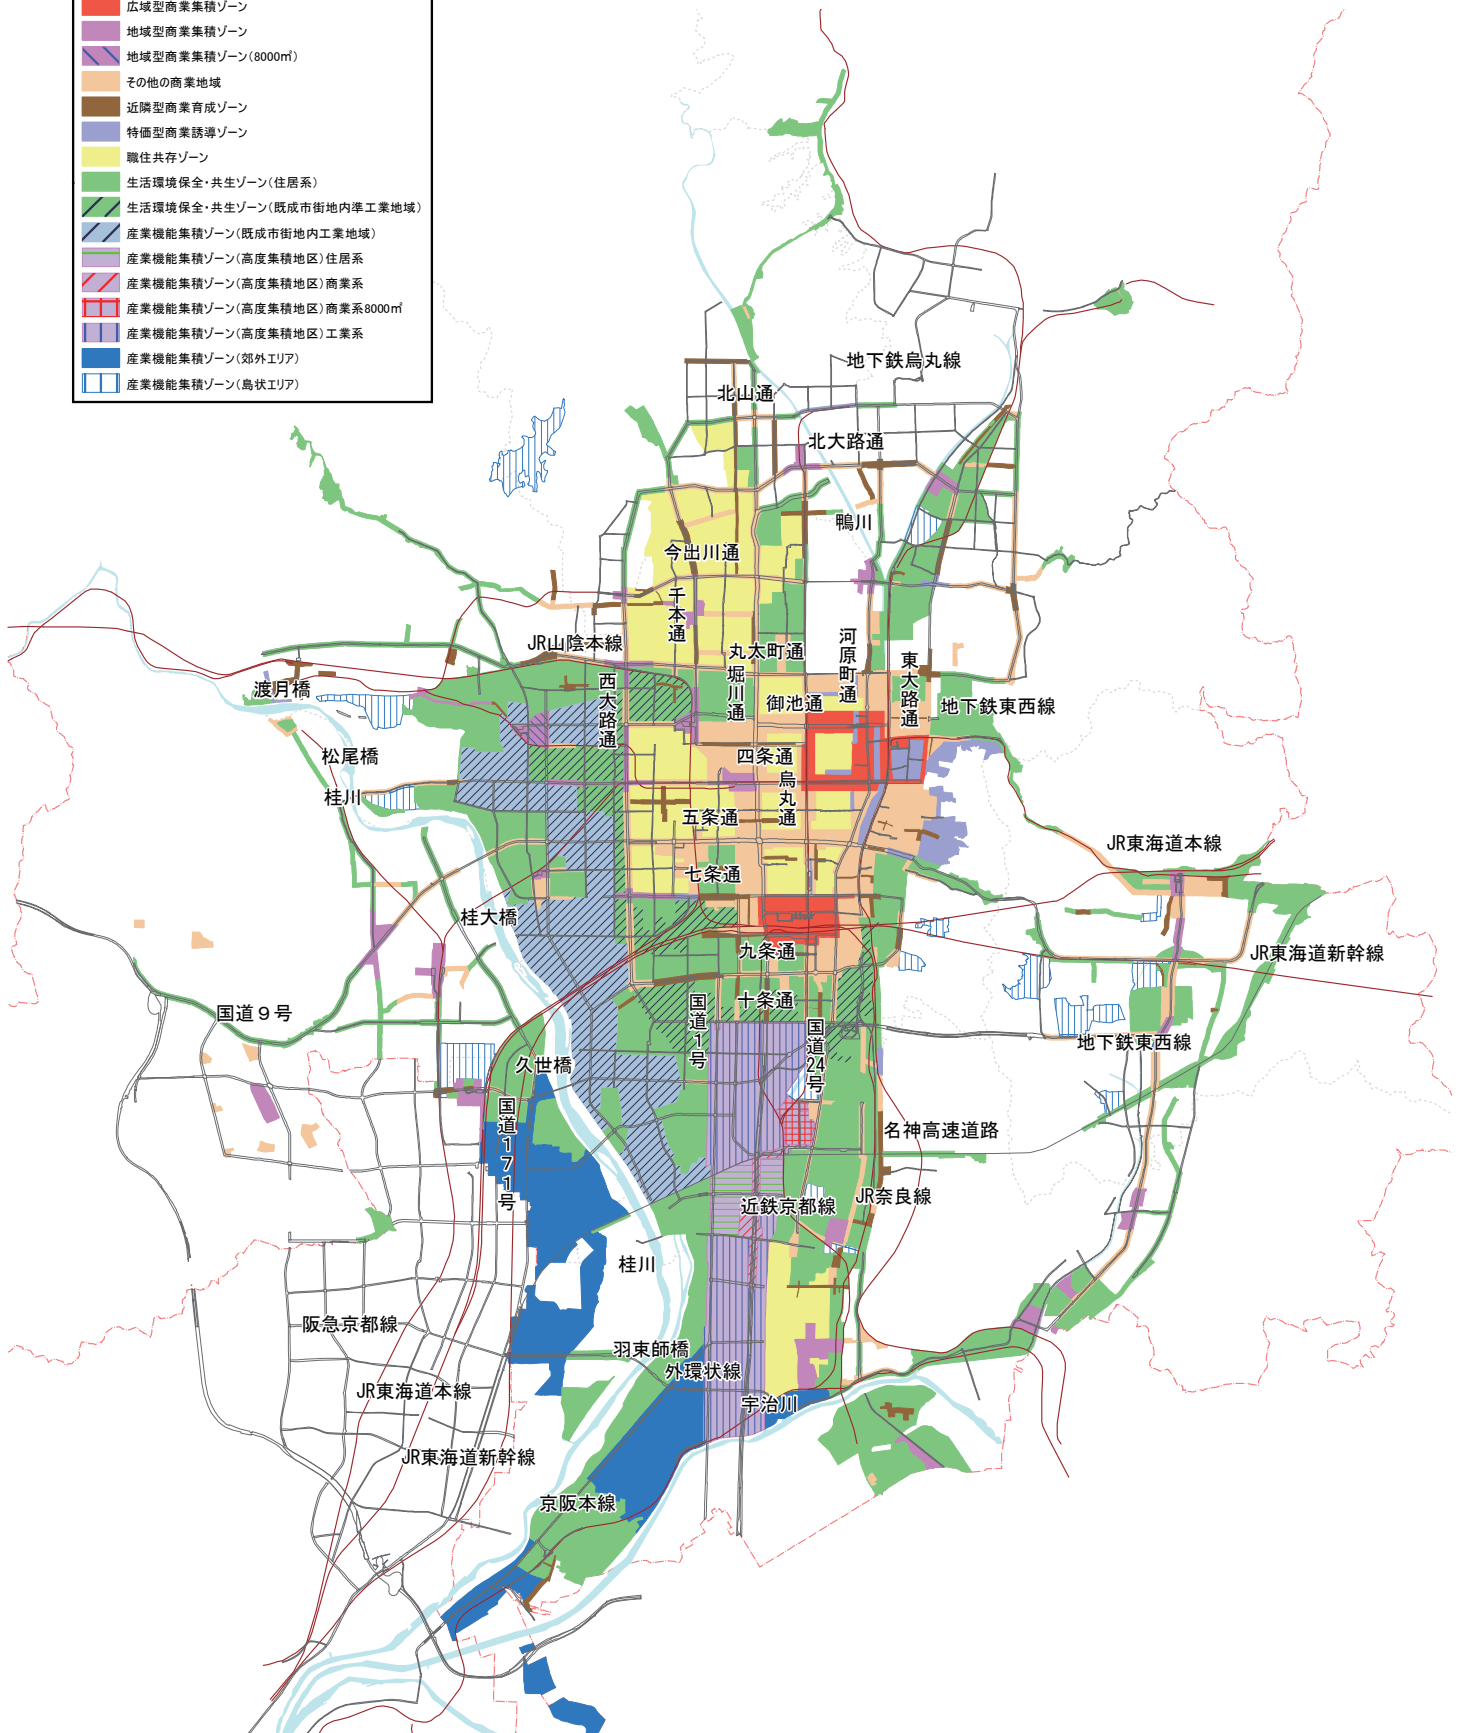 広域型商業集積ゾーン
地域型商業集積ゾーン
地域型商業集積ゾーン(8000㎡)
その他の商業地域
近隣型商業育成ゾーン
特価型商業誘導ゾーン
職住共存ゾーン
生活環境保全・共生ゾーン(住居系)
生活環境保全・共生ゾーン(既成市街地内準工業地域)
産業機能集積ゾーン(既成市街地内工業地域)
産業機能集積ゾーン(高度集積地区)住居系
産業機能集積ゾーン(高度集積地区)商業系
産業機能集積ゾーン(高度集積地区)商業系8000㎡
産業機能集積ゾーン(高度集積地区)工業系
産業機能集積ゾーン(郊外エリア)
産業機能集積ゾーン(島状エリア)
地下鉄烏丸線
北山通
北大路通
鴨川
今出川通
千本通
JR山陰本線
丸太町通
河原町通
東大路通
西大路通
堀川通
渡月橋
御池通
地下鉄東西線
松尾橋
四条通
烏丸通
桂川
五条通
JR東海道本線
七条通
桂大橋
九条通
JR東海道新幹線
国道9号
国道1号
十条通
国道24号
地下鉄東西線
久世橋
国道171号
名神高速道路
JR奈良線
近鉄京都線
桂川
阪急京都線
羽束師橋
外環状線
JR東海道本線
宇治川
JR東海道新幹線
京阪本線